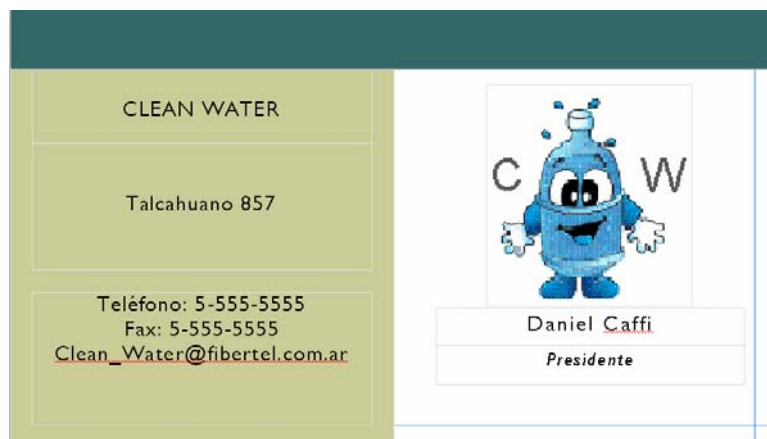 CLEAN WATER
Talcahuano 857
Teléfono: 5-555-5555
Fax: 5-555-5555
Clean_Water@fibertel.com.ar
C W
Daniel Caffi
Presidente